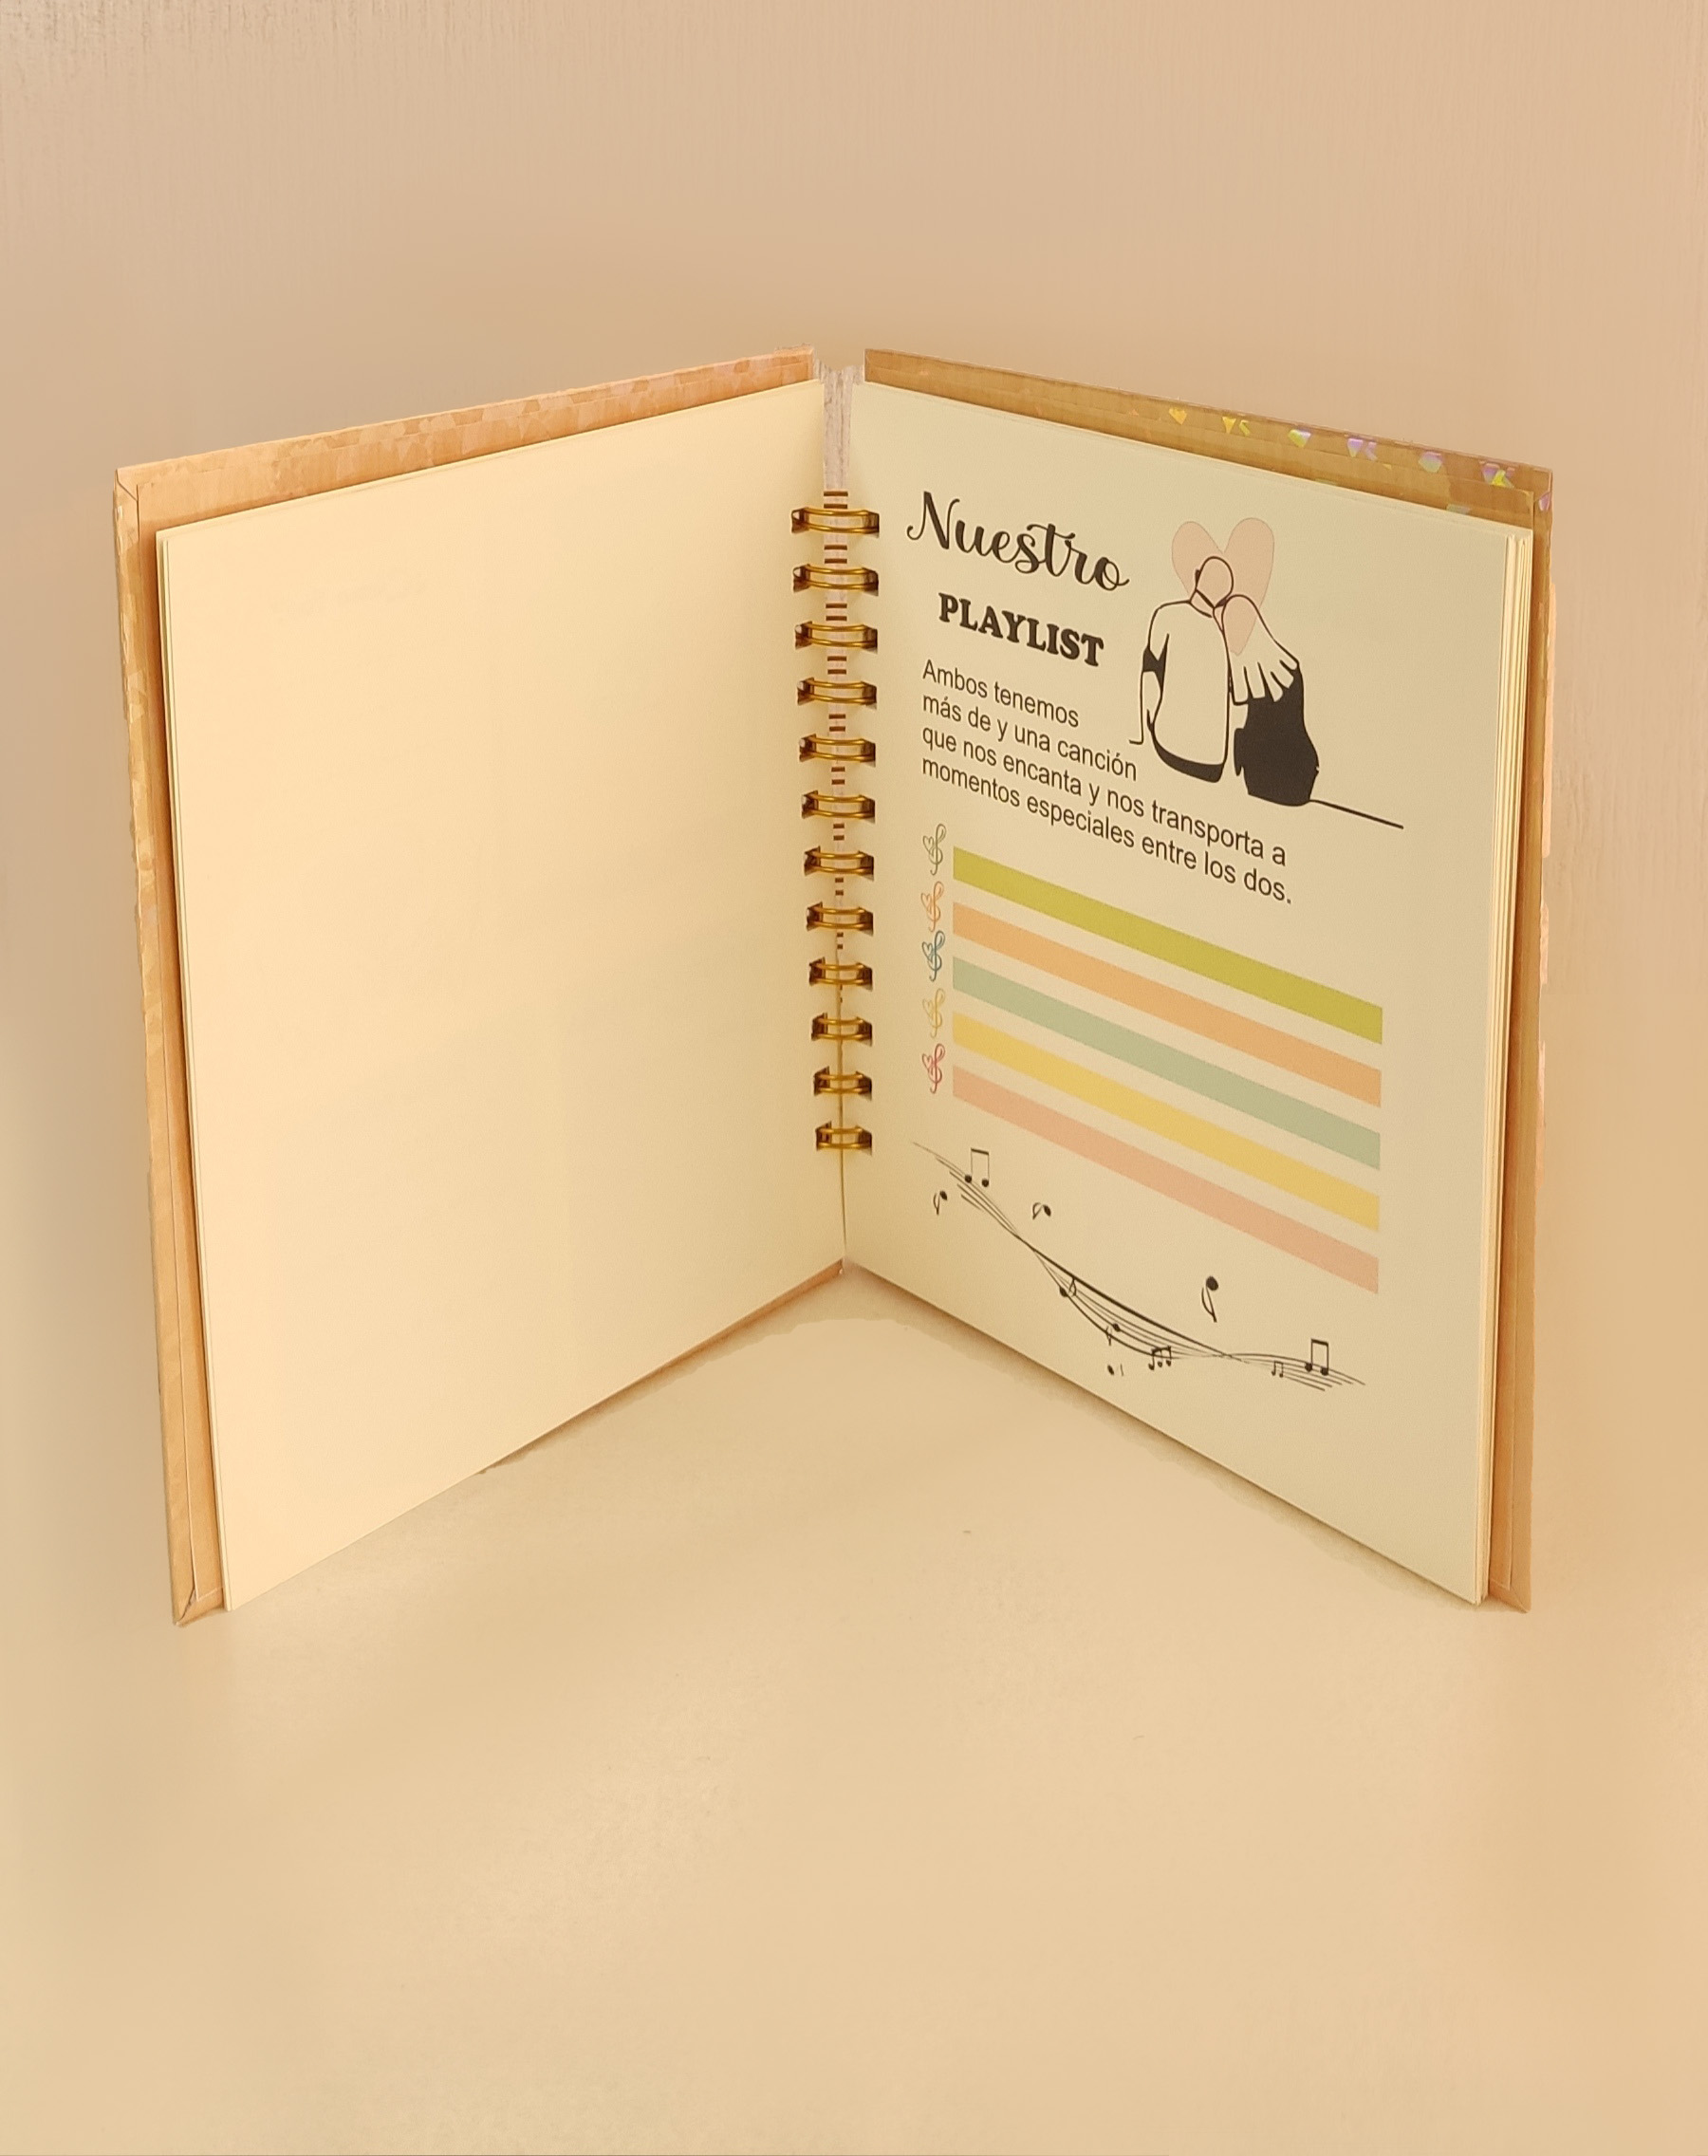 Nuestro
PLAYLIST
Ambos tenemos
más de y una canción
que nos encanta y nos transporta a
momentos especiales entre los dos.